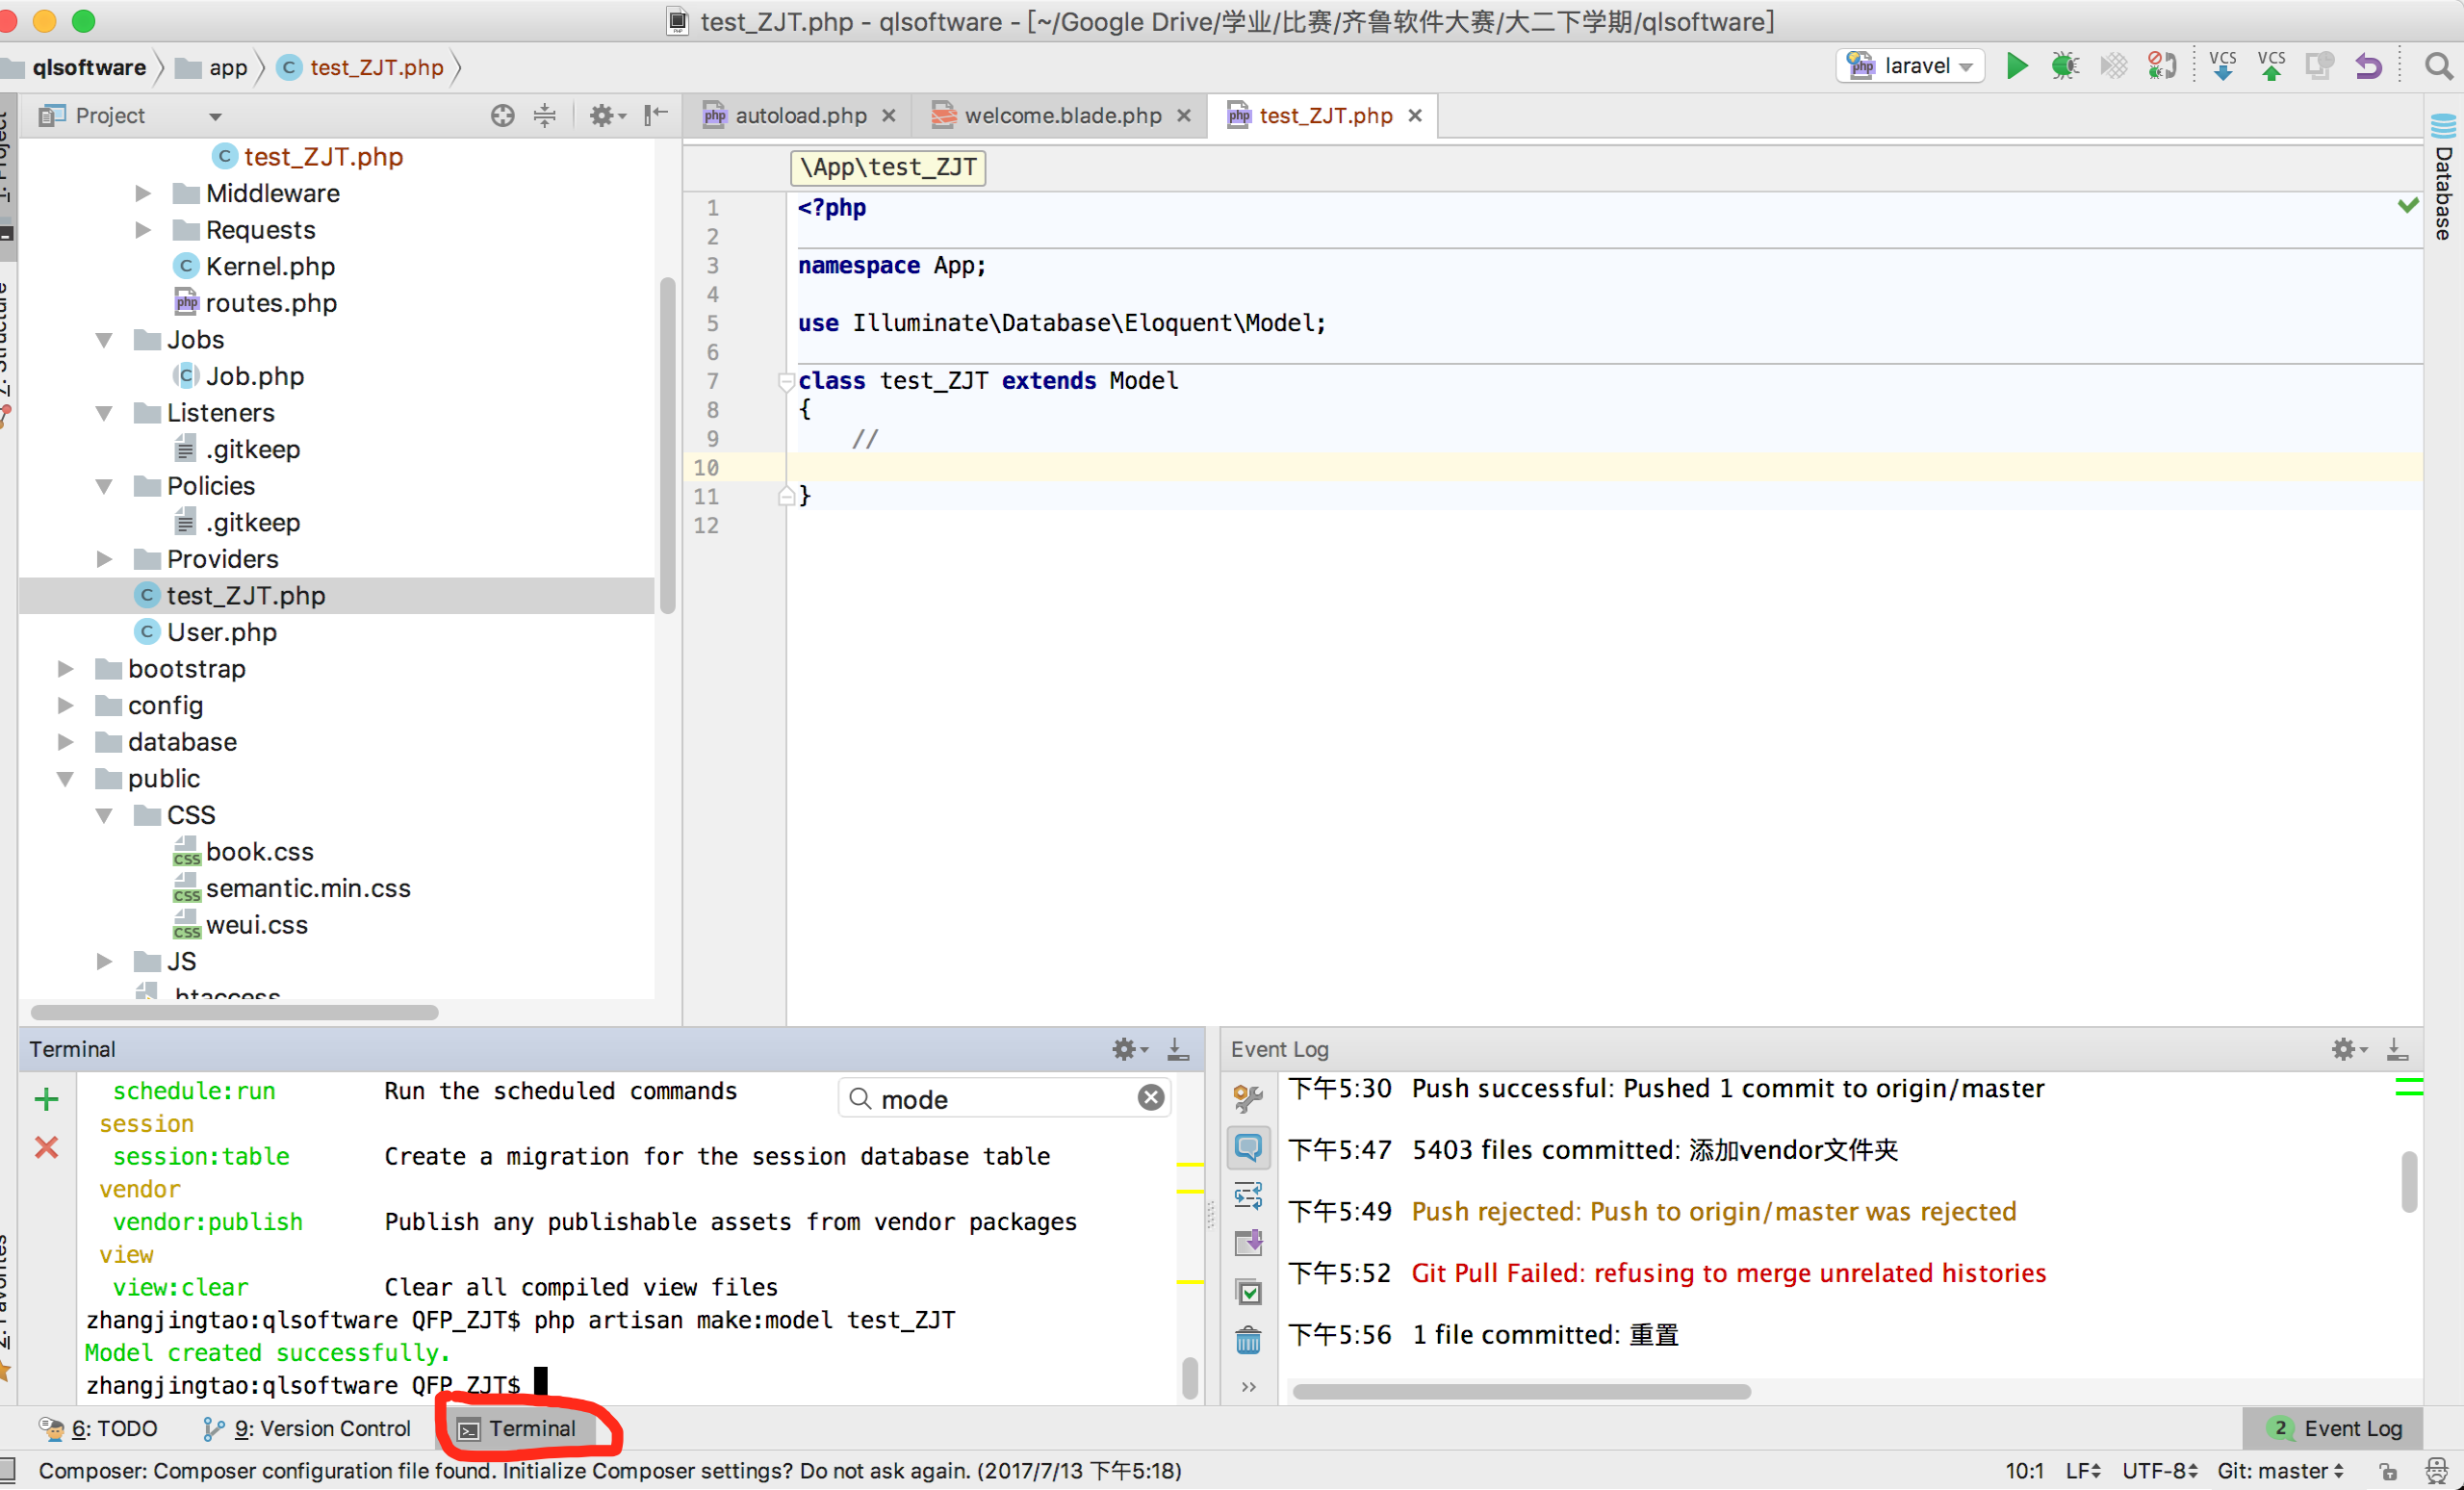 test_ZJT.php - qlsoftware - [~/Google Drive/学业/比赛/齐鲁软件大赛/大二下学期/qlsoftware]
qlsoftware app C test_ZJT.php
php laravel VCS VCS
Project
autoload.php welcome.blade.php test_ZJT.php
1: Project
Database
test_ZJT.php
Middleware
Requests
Kernel.php
routes.php
Jobs
Job.php
Listeners
.gitkeep
Policies
.gitkeep
Providers
test_ZJT.php
User.php
bootstrap
config
database
public
CSS
book.css
semantic.min.css
weui.css
JS
.htaccess
\App\test_ZJT
1 <?php
2
3 namespace App;
4
5 use Illuminate\Database\Eloquent\Model;
6
7 class test_ZJT extends Model
8 {
9 //
10
11 }
12
Terminal
mode
schedule:run Run the scheduled commands
session
session:table Create a migration for the session database table
vendor
vendor:publish Publish any publishable assets from vendor packages
view
view:clear Clear all compiled view files
zhangjingtao:qlsoftware QFP_ZJT$ php artisan make:model test_ZJT
Model created successfully.
zhangjingtao:qlsoftware QFP_ZJT$
Event Log
下午5:30 Push successful: Pushed 1 commit to origin/master
下午5:47 5403 files committed: 添加vendor文件夹
下午5:49 Push rejected: Push to origin/master was rejected
下午5:52 Git Pull Failed: refusing to merge unrelated histories
下午5:56 1 file committed: 重置
6: TODO 9: Version Control Terminal 2 Event Log
Composer: Composer configuration file found. Initialize Composer settings? Do not ask again. (2017/7/13 下午5:18) 10:1 LF UTF-8 Git: master